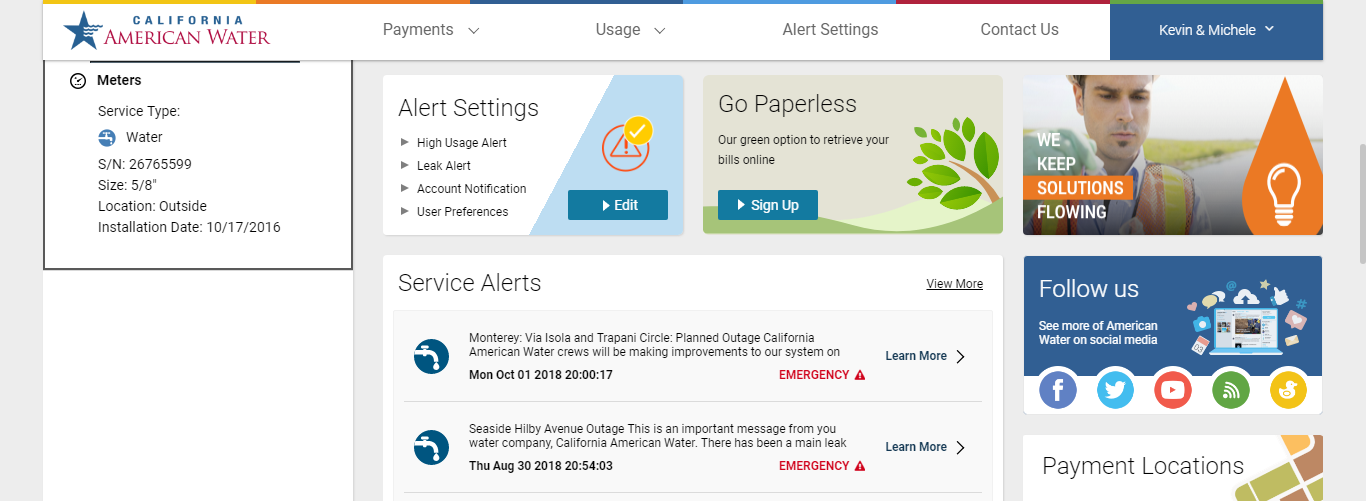 CALIFORNIA
AMERICAN WATER
Payments
Usage
Alert Settings
Contact Us
Kevin & Michele
Meters
Service Type:
Water
S/N: 26765599
Size: 5/8"
Location: Outside
Installation Date: 10/17/2016
Alert Settings
High Usage Alert
Leak Alert
Account Notification
User Preferences
Edit
Go Paperless
Our green option to retrieve your
bills online
Sign Up
WE
KEEP
SOLUTIONS
FLOWING
Service Alerts
View More
Monterey: Via Isola and Trapani Circle: Planned Outage California
American Water crews will be making improvements to our system on
Mon Oct 01 2018 20:00:17
EMERGENCY
Learn More
Seaside Hilby Avenue Outage This is an important message from you
water company, California American Water. There has been a main leak
Thu Aug 30 2018 20:54:03
EMERGENCY
Learn More
Follow us
See more of American
Water on social media
Payment Locations